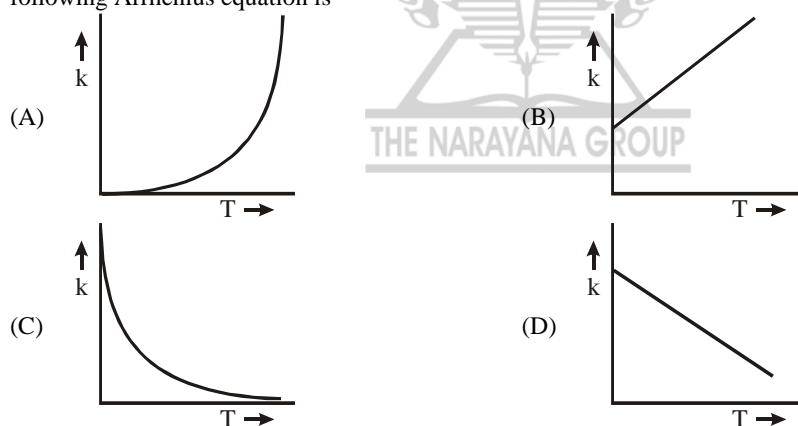 following Arrhenius equation is
k
(A)
T
k
(B)
T
THE NARAYANA GROUP
k
(C)
T
k
(D)
T